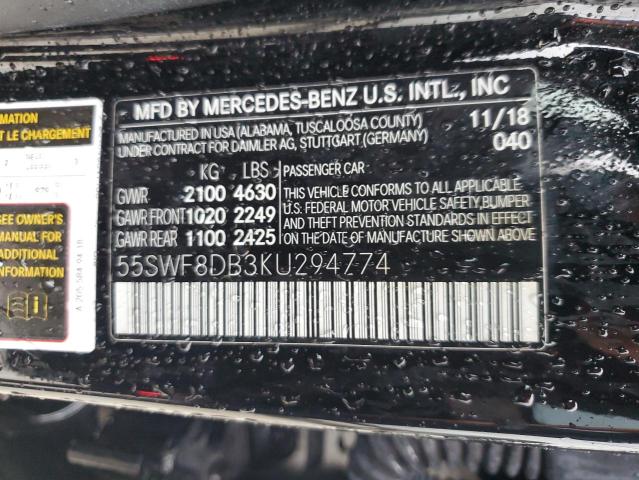 MFD BY MERCEDES-BENZ U.S. INTL., INC
MANUFACTURED IN USA (ALABAMA, TUSCALOOSA COUNTY)
UNDER CONTRACT FOR DAIMLER AG, STUTTGART (GERMANY)
11/18
040
KG LBS
GVWR 2100 4630
GAWR FRONT 1020 2249
GAWR REAR 1100 2425
PASSENGER CAR
THIS VEHICLE CONFORMS TO ALL APPLICABLE
U.S. FEDERAL MOTOR VEHICLE SAFETY, BUMPER
AND THEFT PREVENTION STANDARDS IN EFFECT
ON THE DATE OF MANUFACTURE SHOWN ABOVE.
55SWF8DB3KU294774
MATION
T LE CHARGEMENT
SEE OWNER'S
MANUAL FOR
ADDITIONAL